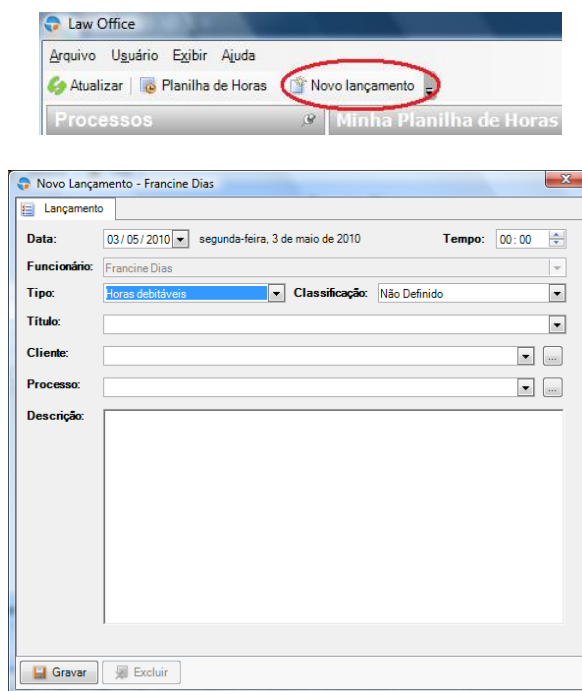 Law Office
Arquivo Usuário Exibir Ajuda
Atualizar Planilha de Horas Novo lançamento
Processos Minha Planilha de Horas
Novo Lançamento - Francine Dias
Lançamento
Data: 03/05/2010 segunda-feira, 3 de maio de 2010 Tempo: 00:00
Funcionário: Francine Dias
Tipo: Horas debitáveis Classificação: Não Definido
Título:
Cliente: ...
Processo: ...
Descrição:
Gravar Excluir